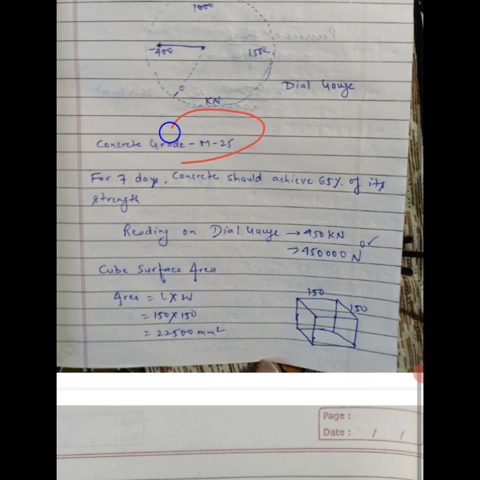 1000
400
1500
0
KN
Dial Gauge
Concrete Grade - M-25
For 7 days, Concrete should achieve 65% of its
strength
Reading on Dial Gauge → 450 KN
or
→ 450000 N
Cube Surface Area
Area = L X W
= 150 X 150
= 22500 mm²
150
150
Page :
Date : / /